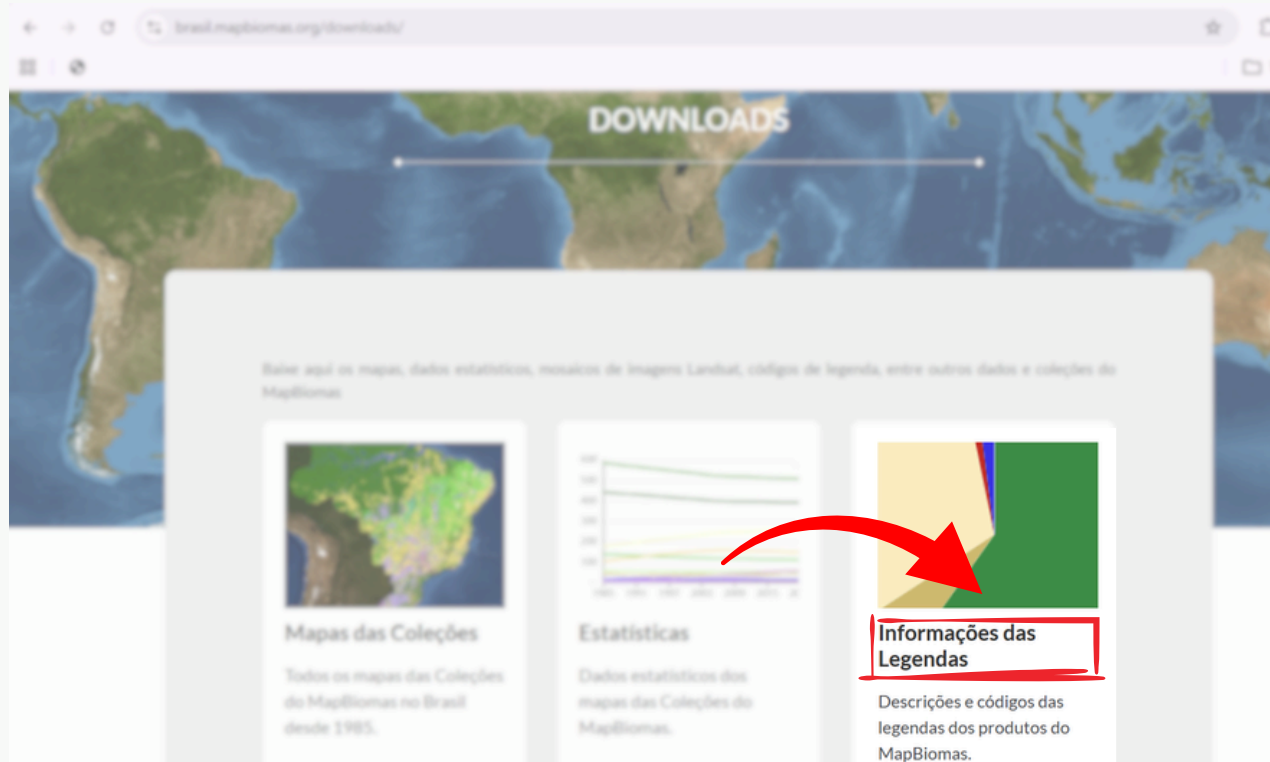 brasil.mapbiomas.org/downloads/
DOWNLOADS
Baixe aqui os mapas, dados estatísticos, mosaicos de imagens Landsat, códigos de legenda, entre outros dados e coleções do
MapBiomas
Mapas das Coleções
Todos os mapas das Coleções
do MapBiomas no Brasil
desde 1985.
Estatísticas
Dados estatísticos dos
mapas das Coleções do
MapBiomas.
Informações das
Legendas
Descrições e códigos das
legendas dos produtos do
MapBiomas.